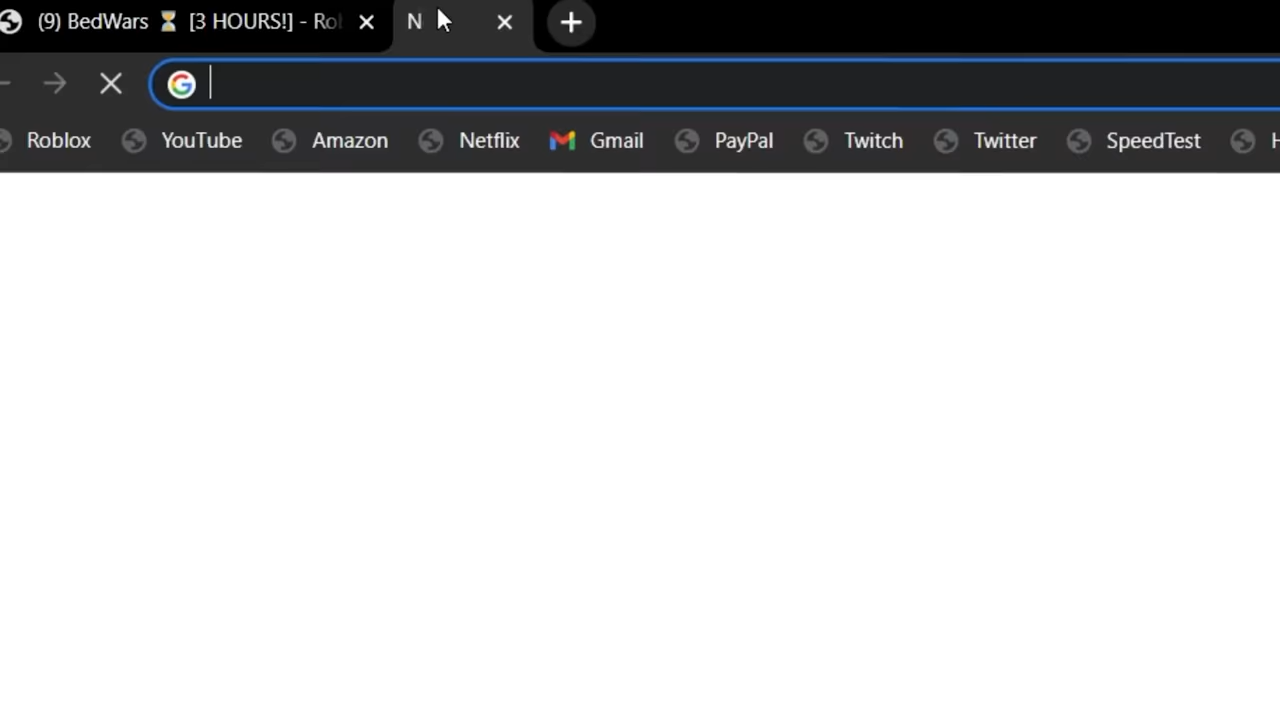 (9) BedWars ⏳ [3 HOURS!] - Ro
N
Roblox YouTube Amazon Netflix Gmail PayPal Twitch Twitter SpeedTest